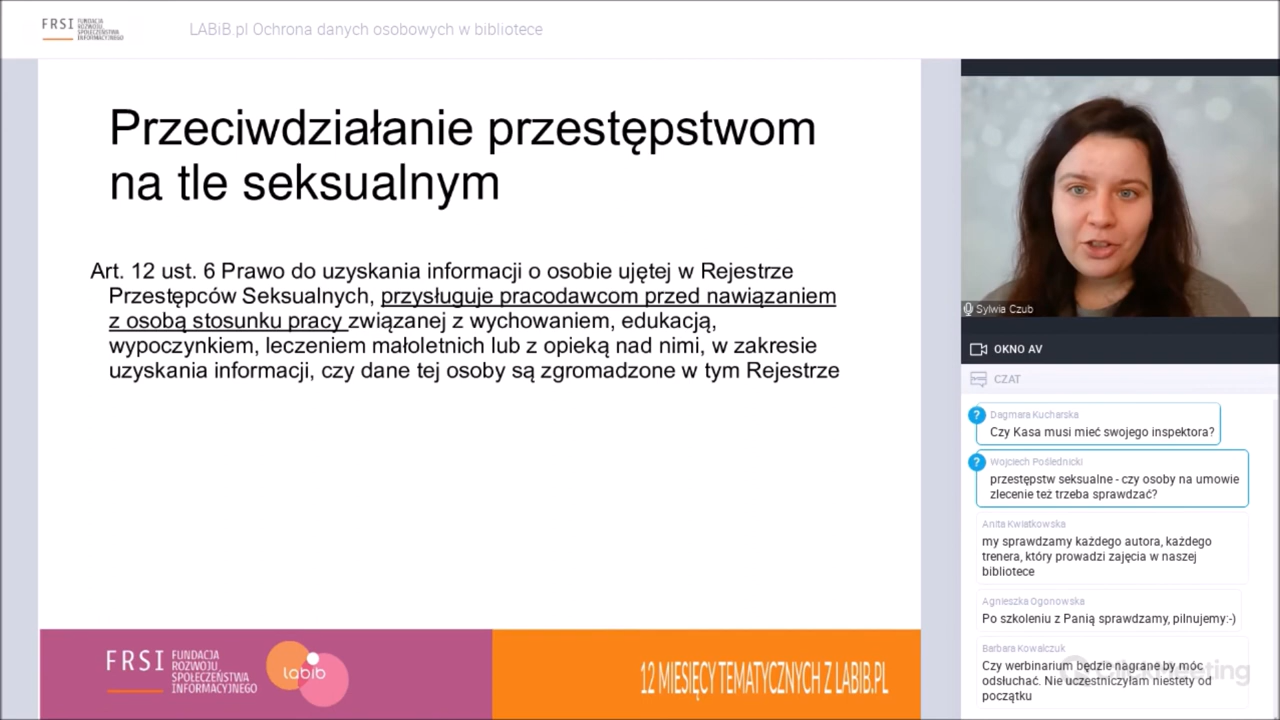 FRSI FUNDACJA
ROZWOJU
SPOŁECZEŃSTWA
INFORMACYJNEGO
LABiB.pl Ochrona danych osobowych w bibliotece
Przeciwdziałanie przestępstwom
na tle seksualnym
Art. 12 ust. 6 Prawo do uzyskania informacji o osobie ujętej w Rejestrze
Przestępców Seksualnych, przysługuje pracodawcom przed nawiązaniem
z osobą stosunku pracy związanej z wychowaniem, edukacją,
wypoczynkiem, leczeniem małoletnich lub z opieką nad nimi, w zakresie
uzyskania informacji, czy dane tej osoby są zgromadzone w tym Rejestrze
FRSI FUNDACJA
ROZWOJU
SPOŁECZEŃSTWA
INFORMACYJNEGO
labib
12 MIESIĘCY TEMATYCZNYCH Z LABIB.PL
Sylwia Czub
OKNO AV
CZAT
? Dagmara Kucharska
Czy Kasa musi mieć swojego inspektora?
? Wojciech Poślednicki
przestępstw seksualne - czy osoby na umowie
zlecenie też trzeba sprawdzać?
Anita Kwiatkowska
my sprawdzamy każdego autora, każdego
trenera, który prowadzi zajęcia w naszej
bibliotece
Agnieszka Ogonowska
Po szkoleniu z Panią sprawdzamy, pilnujemy:-)
Barbara Kowalczuk
Czy werbinarium będzie nagrane by móc
odsłuchać. Nie uczestniczyłam niestety od
początku
ClickMeeting